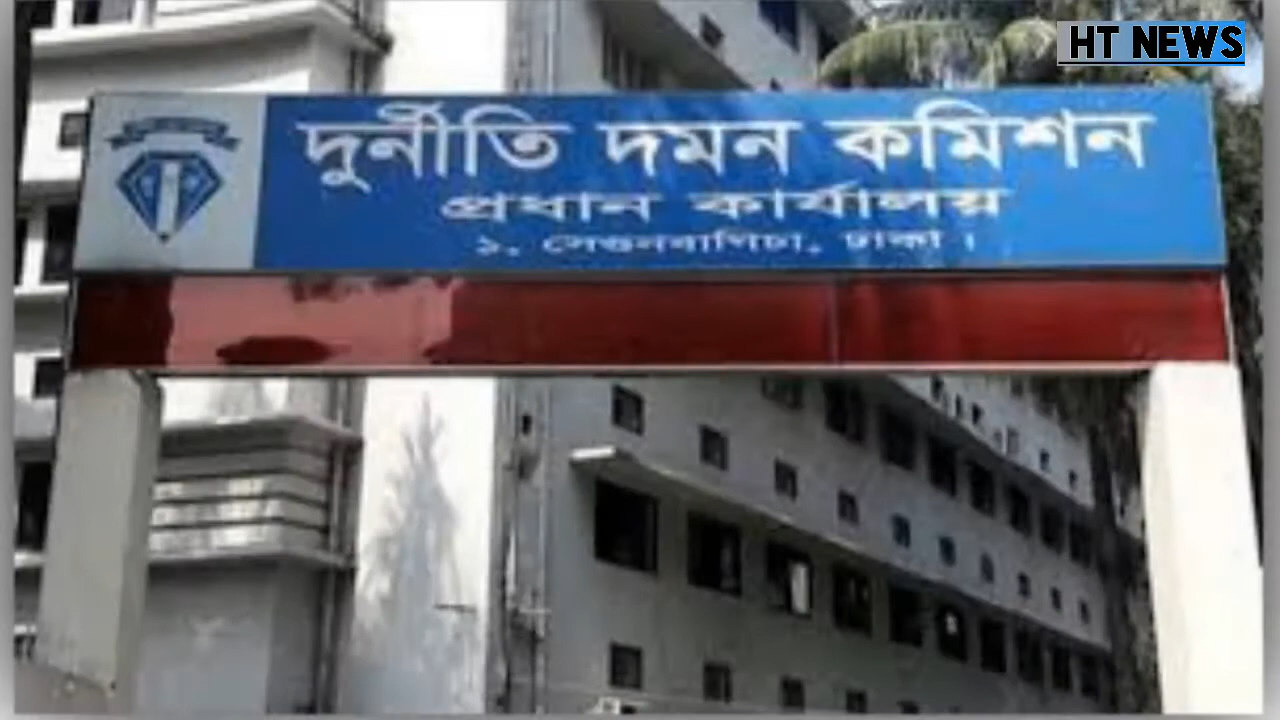 HT NEWS
দুর্নীতি দমন কমিশন
প্রধান কার্যালয়
১, সেগুনবাগিচা, ঢাকা।